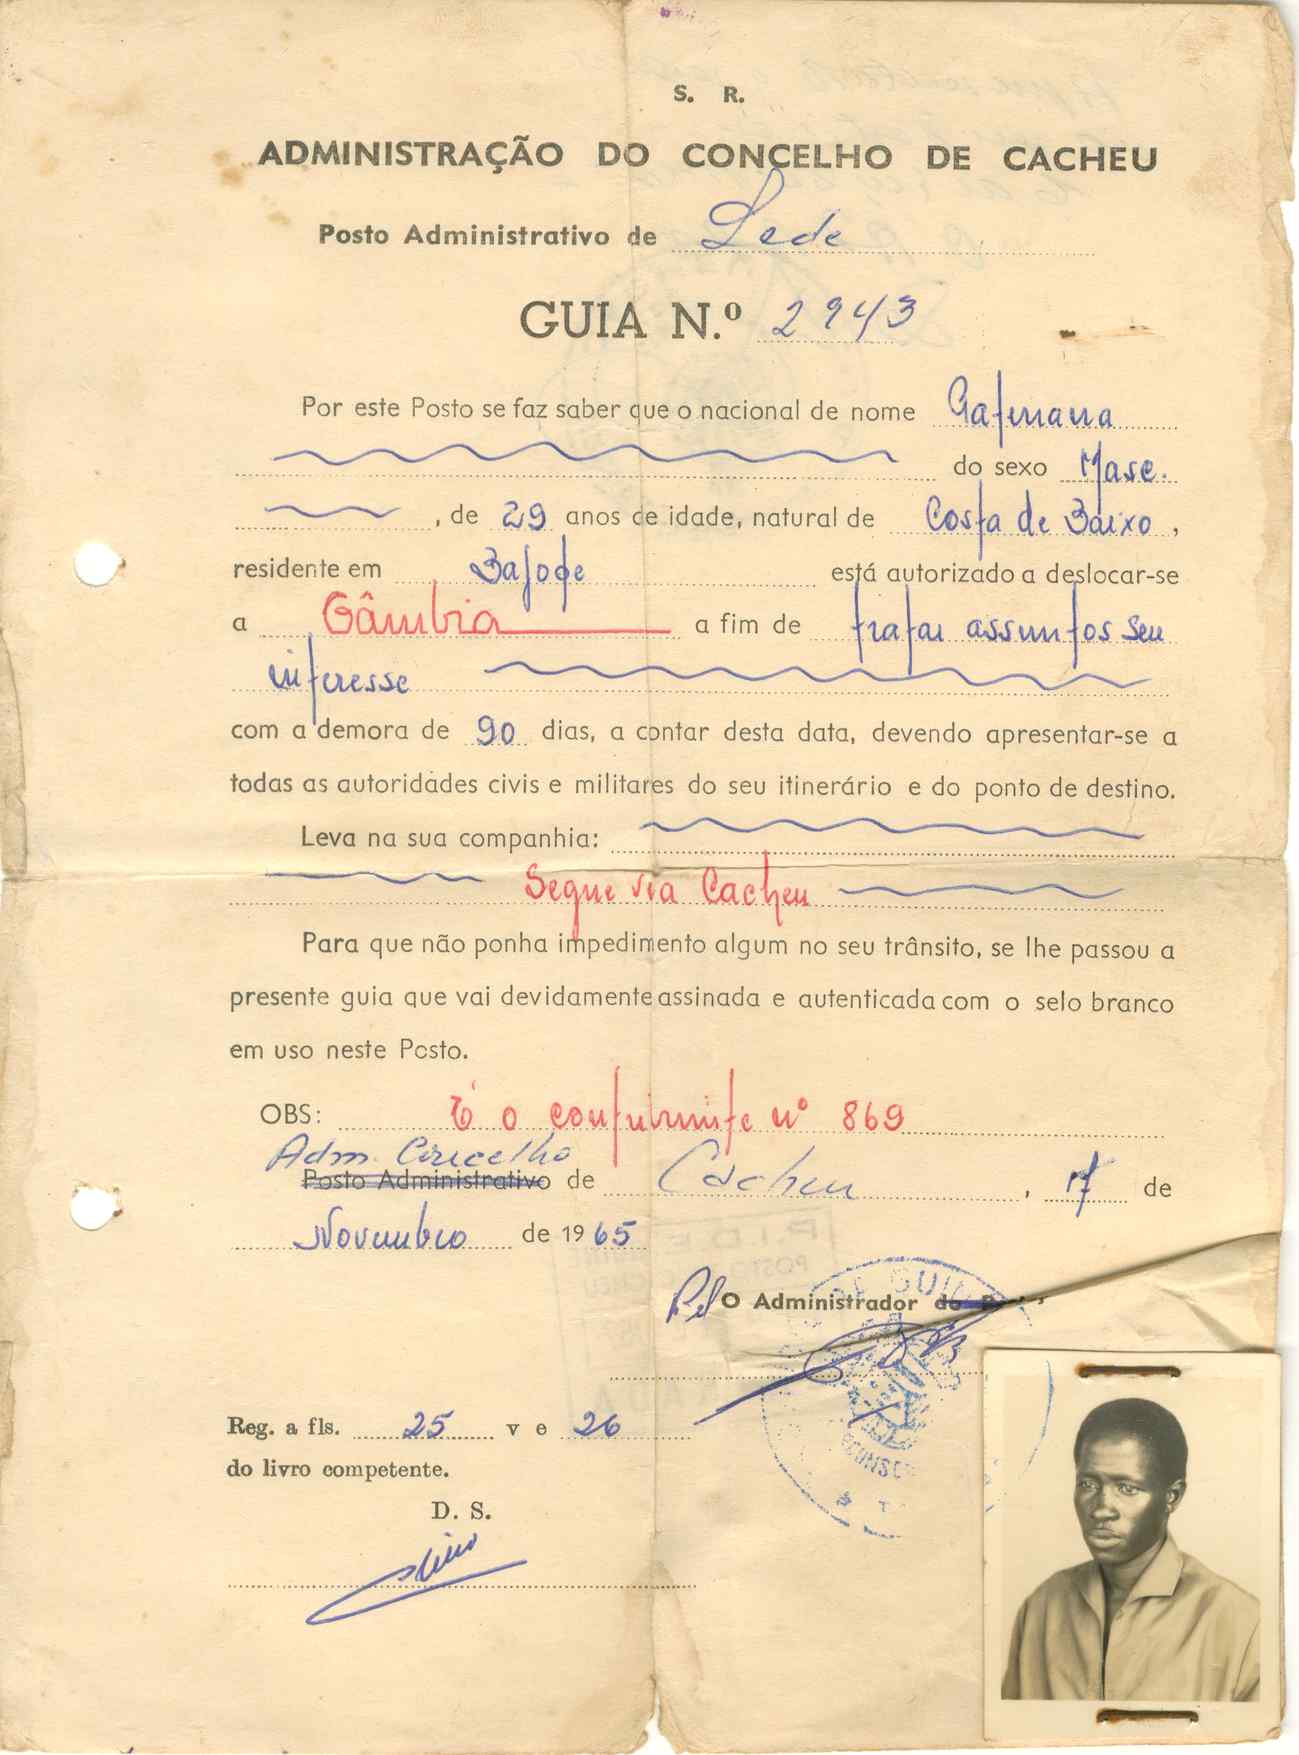 S. R.
ADMINISTRAÇÃO DO CONCELHO DE CACHEU
Posto Administrativo de Sede
GUIA N.º 2943
Por este Posto se faz saber que o nacional de nome
do sexo Masc.
, de 29 anos de idade, natural de Costa de Baixo ,
residente em está autorizado a deslocar-se
a Gâmbia a fim de tratar assuntos seu
interesse
com a demora de 90 dias, a contar desta data, devendo apresentar-se a
todas as autoridades civis e militares do seu itinerário e do ponto de destino.
Leva na sua companhia:
Segue via Cacheu
Para que não ponha impedimento algum no seu trânsito, se lhe passou a
presente guia que vai devidamente assinada e autenticada com o selo branco
em uso neste Posto.
OBS: É o contribuinte nº 869
Adm. Concelho
Posto Administrativo de Cacheu , 17 de
Novembro de 1965
Pel O Administrador do
Reg. a fls. 25 v e 26
do livro competente.
D. S.